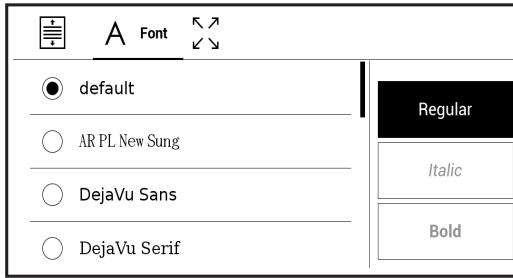 Font
default
AR PL New Sung
DejaVu Sans
DejaVu Serif
Regular
Italic
Bold